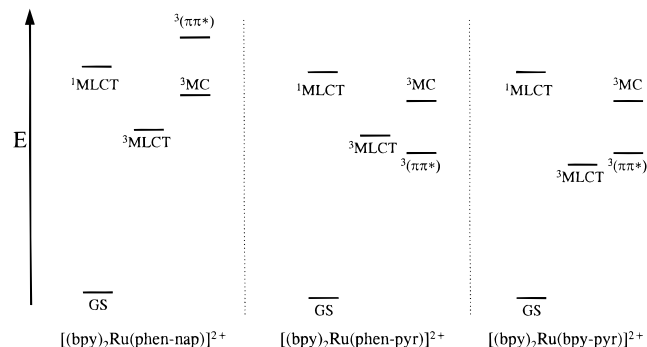 E
³(ππ*)
¹MLCT
³MC
³MLCT
GS
[(bpy)₂Ru(phen-nap)]²⁺
¹MLCT
³MC
³MLCT
³(ππ*)
GS
[(bpy)₂Ru(phen-pyr)]²⁺
¹MLCT
³MC
³MLCT
³(ππ*)
GS
[(bpy)₂Ru(bpy-pyr)]²⁺